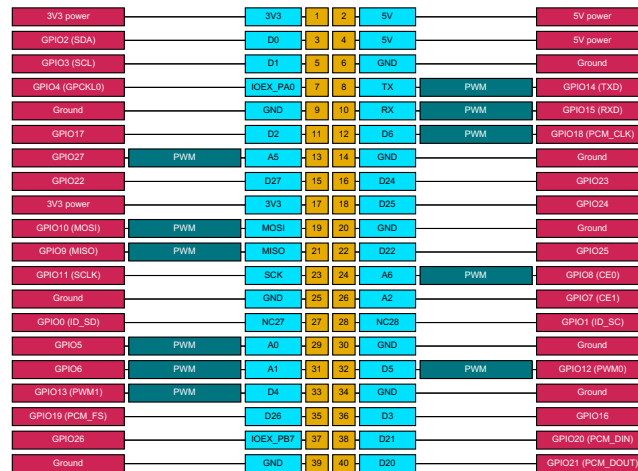 3V3 power 3V3 1 2 5V 5V power
GPIO2 (SDA) D0 3 4 5V 5V power
GPIO3 (SCL) D1 5 6 GND Ground
GPIO4 (GPCKL0) IOEX_PA0 7 8 TX PWM GPIO14 (TXD)
Ground GND 9 10 RX PWM GPIO15 (RXD)
GPIO17 D2 11 12 D6 PWM GPIO18 (PCM_CLK)
GPIO27 PWM A5 13 14 GND Ground
GPIO22 D27 15 16 D24 GPIO23
3V3 power 3V3 17 18 D25 GPIO24
GPIO10 (MOSI) PWM MOSI 19 20 GND Ground
GPIO9 (MISO) PWM MISO 21 22 D22 GPIO25
GPIO11 (SCLK) SCK 23 24 A6 PWM GPIO8 (CE0)
Ground GND 25 26 A2 GPIO7 (CE1)
GPIO0 (ID_SD) NC27 27 28 NC28 GPIO1 (ID_SC)
GPIO5 PWM A0 29 30 GND Ground
GPIO6 PWM A1 31 32 D5 PWM GPIO12 (PWM0)
GPIO13 (PWM1) PWM D4 33 34 GND Ground
GPIO19 (PCM_FS) D26 35 36 D3 GPIO16
GPIO26 IOEX_PB7 37 38 D21 GPIO20 (PCM_DIN)
Ground GND 39 40 D20 GPIO21 (PCM_DOUT)